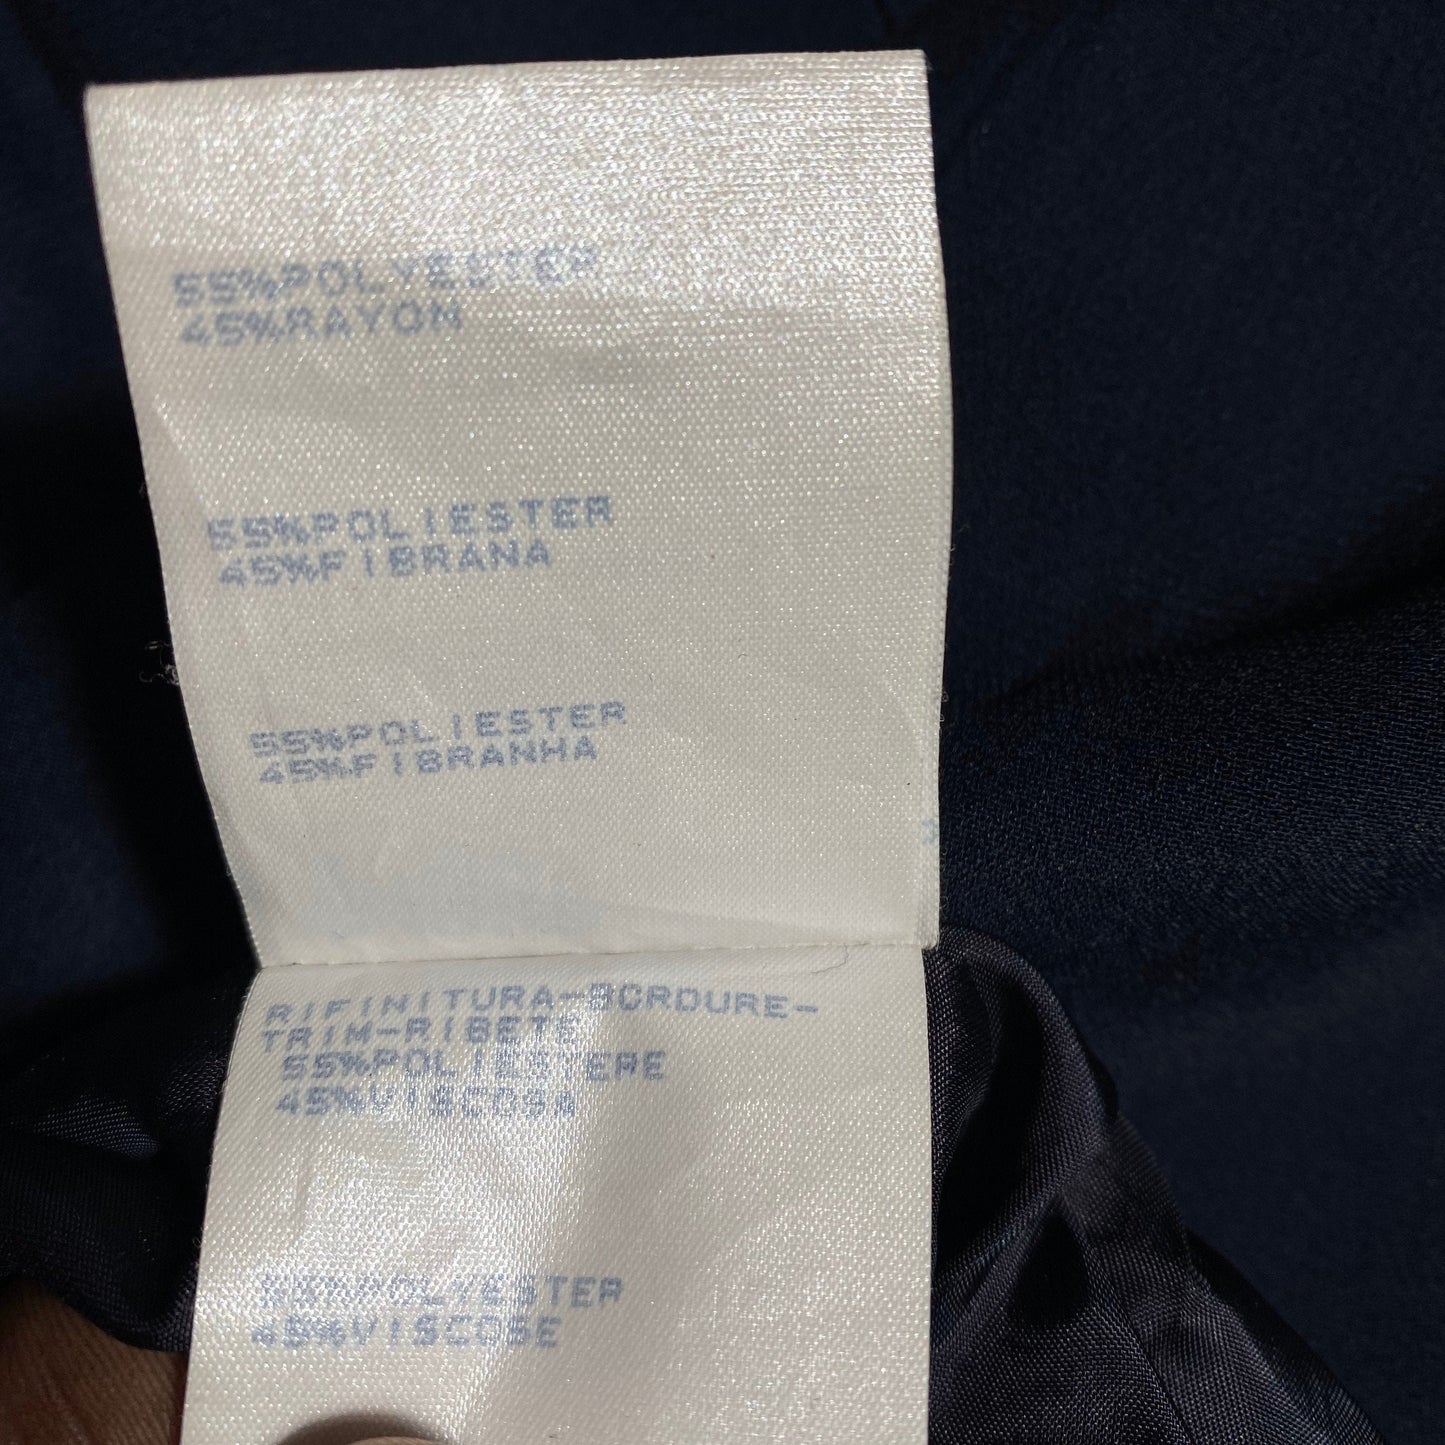 55%POLYESTER
45%RAYON
55%POLIESTER
45%FIBRANA
55%POLIESTER
45%FIBRANHA
RIFINITURA-BORDURE-
TRIM-RIBETE
55%POLIESTERE
45%VISCOSA
55%POLYESTER
45%VISCOSE